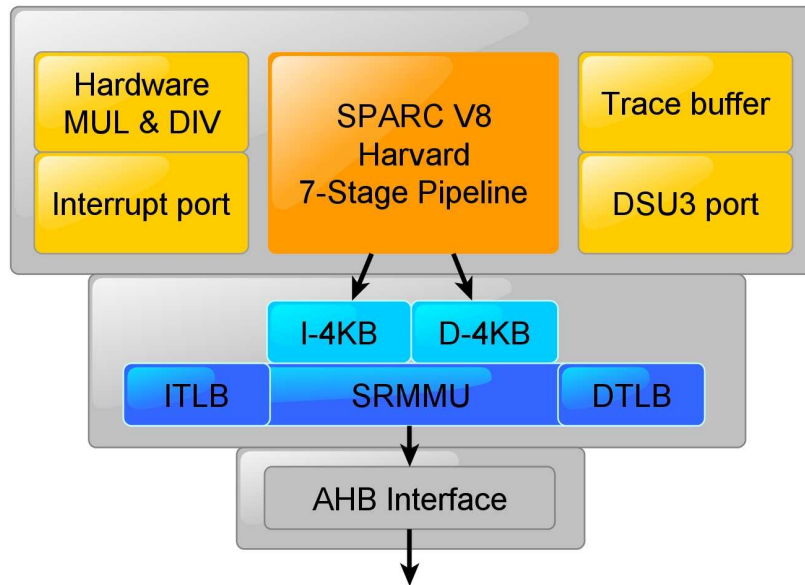 Hardware
MUL & DIV
Interrupt port
SPARC V8
Harvard
7-Stage Pipeline
Trace buffer
DSU3 port
I-4KB
D-4KB
ITLB
SRMMU
DTLB
AHB Interface